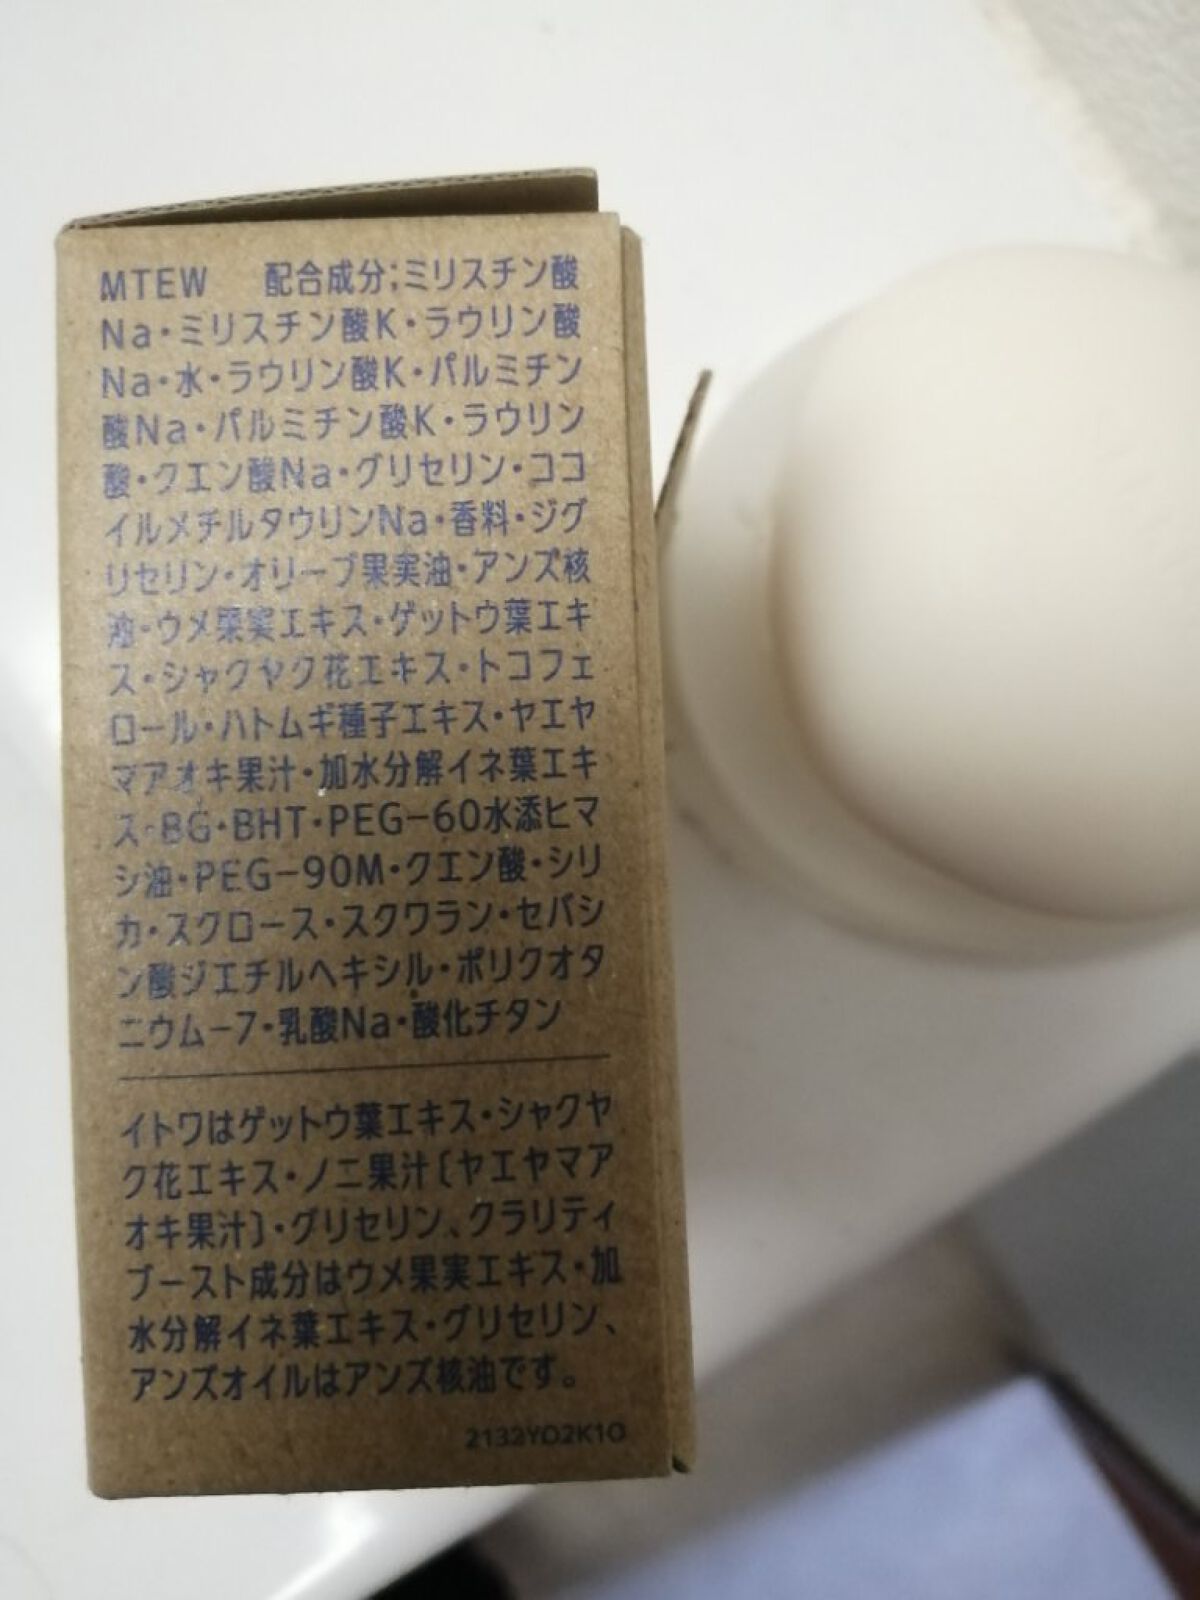 MTEW 配合成分;ミリスチン酸
Na・ミリスチン酸K・ラウリン酸
Na・水・ラウリン酸K・パルミチン
酸Na・パルミチン酸K・ラウリン
酸・クエン酸Na・グリセリン・ココ
イルメチルタウリンNa・香料・ジグ
リセリン・オリーブ果実油・アンズ核
油・ウメ果実エキス・ゲットウ葉エキ
ス・シャクヤク花エキス・トコフェ
ロール・ハトムギ種子エキス・ヤエヤ
マアオキ果汁・加水分解イネ葉エキ
ス・BG・BHT・PEG-60水添ヒマ
シ油・PEG-90M・クエン酸・シリ
カ・スクロース・スクワラン・セバシ
ン酸ジエチルヘキシル・ポリクオタ
ニウム-7・乳酸Na・酸化チタン
イトワはゲットウ葉エキス・シャクヤ
ク花エキス・ノニ果汁〔ヤエヤマア
オキ果汁〕・グリセリン、クラリティ
ブースト成分はウメ果実エキス・加
水分解イネ葉エキス・グリセリン、
アンズオイルはアンズ核油です。
2132Y02K10